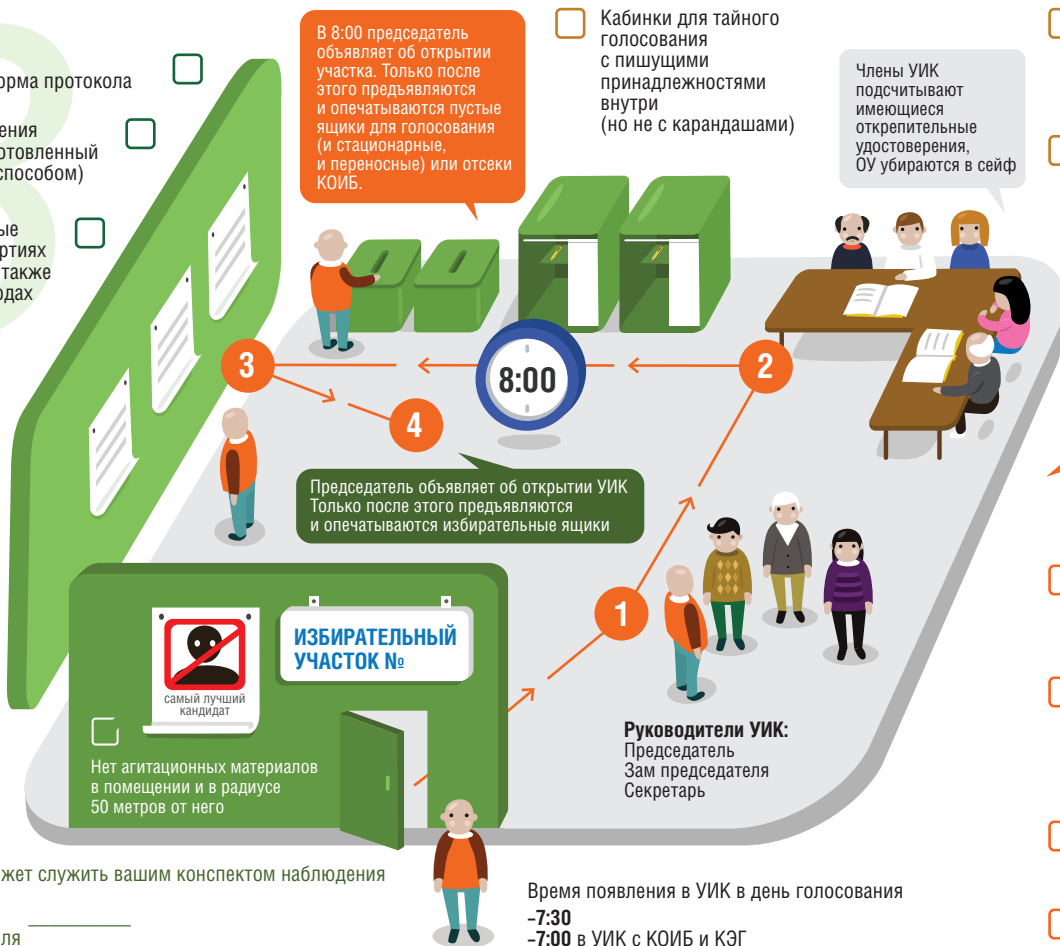 орма протокола
ения
отовленный
способом)
ые
ртиях
также
одах
В 8:00 председатель
объявляет об открытии
участка. Только после
этого предъявляются
и опечатываются пустые
ящики для голосования
(и стационарные,
и переносные) или отсеки
КОИБ.
Кабинки для тайного
голосования
с пишущими
принадлежностями
внутри
(но не с карандашами)
Члены УИК
подсчитывают
имеющиеся
открепительные
удостоверения,
ОУ убираются в сейф
3
8:00
2
4
Председатель объявляет об открытии УИК
Только после этого предъявляются
и опечатываются избирательные ящики
1
ИЗБИРАТЕЛЬНЫЙ
УЧАСТОК №
самый лучший
кандидат
Нет агитационных материалов
в помещении и в радиусе
50 метров от него
Руководители УИК:
Председатель
Зам председателя
Секретарь
жет служить вашим конспектом наблюдения
ля
Время появления в УИК в день голосования
–7:30
–7:00 в УИК с КОИБ и КЭГ